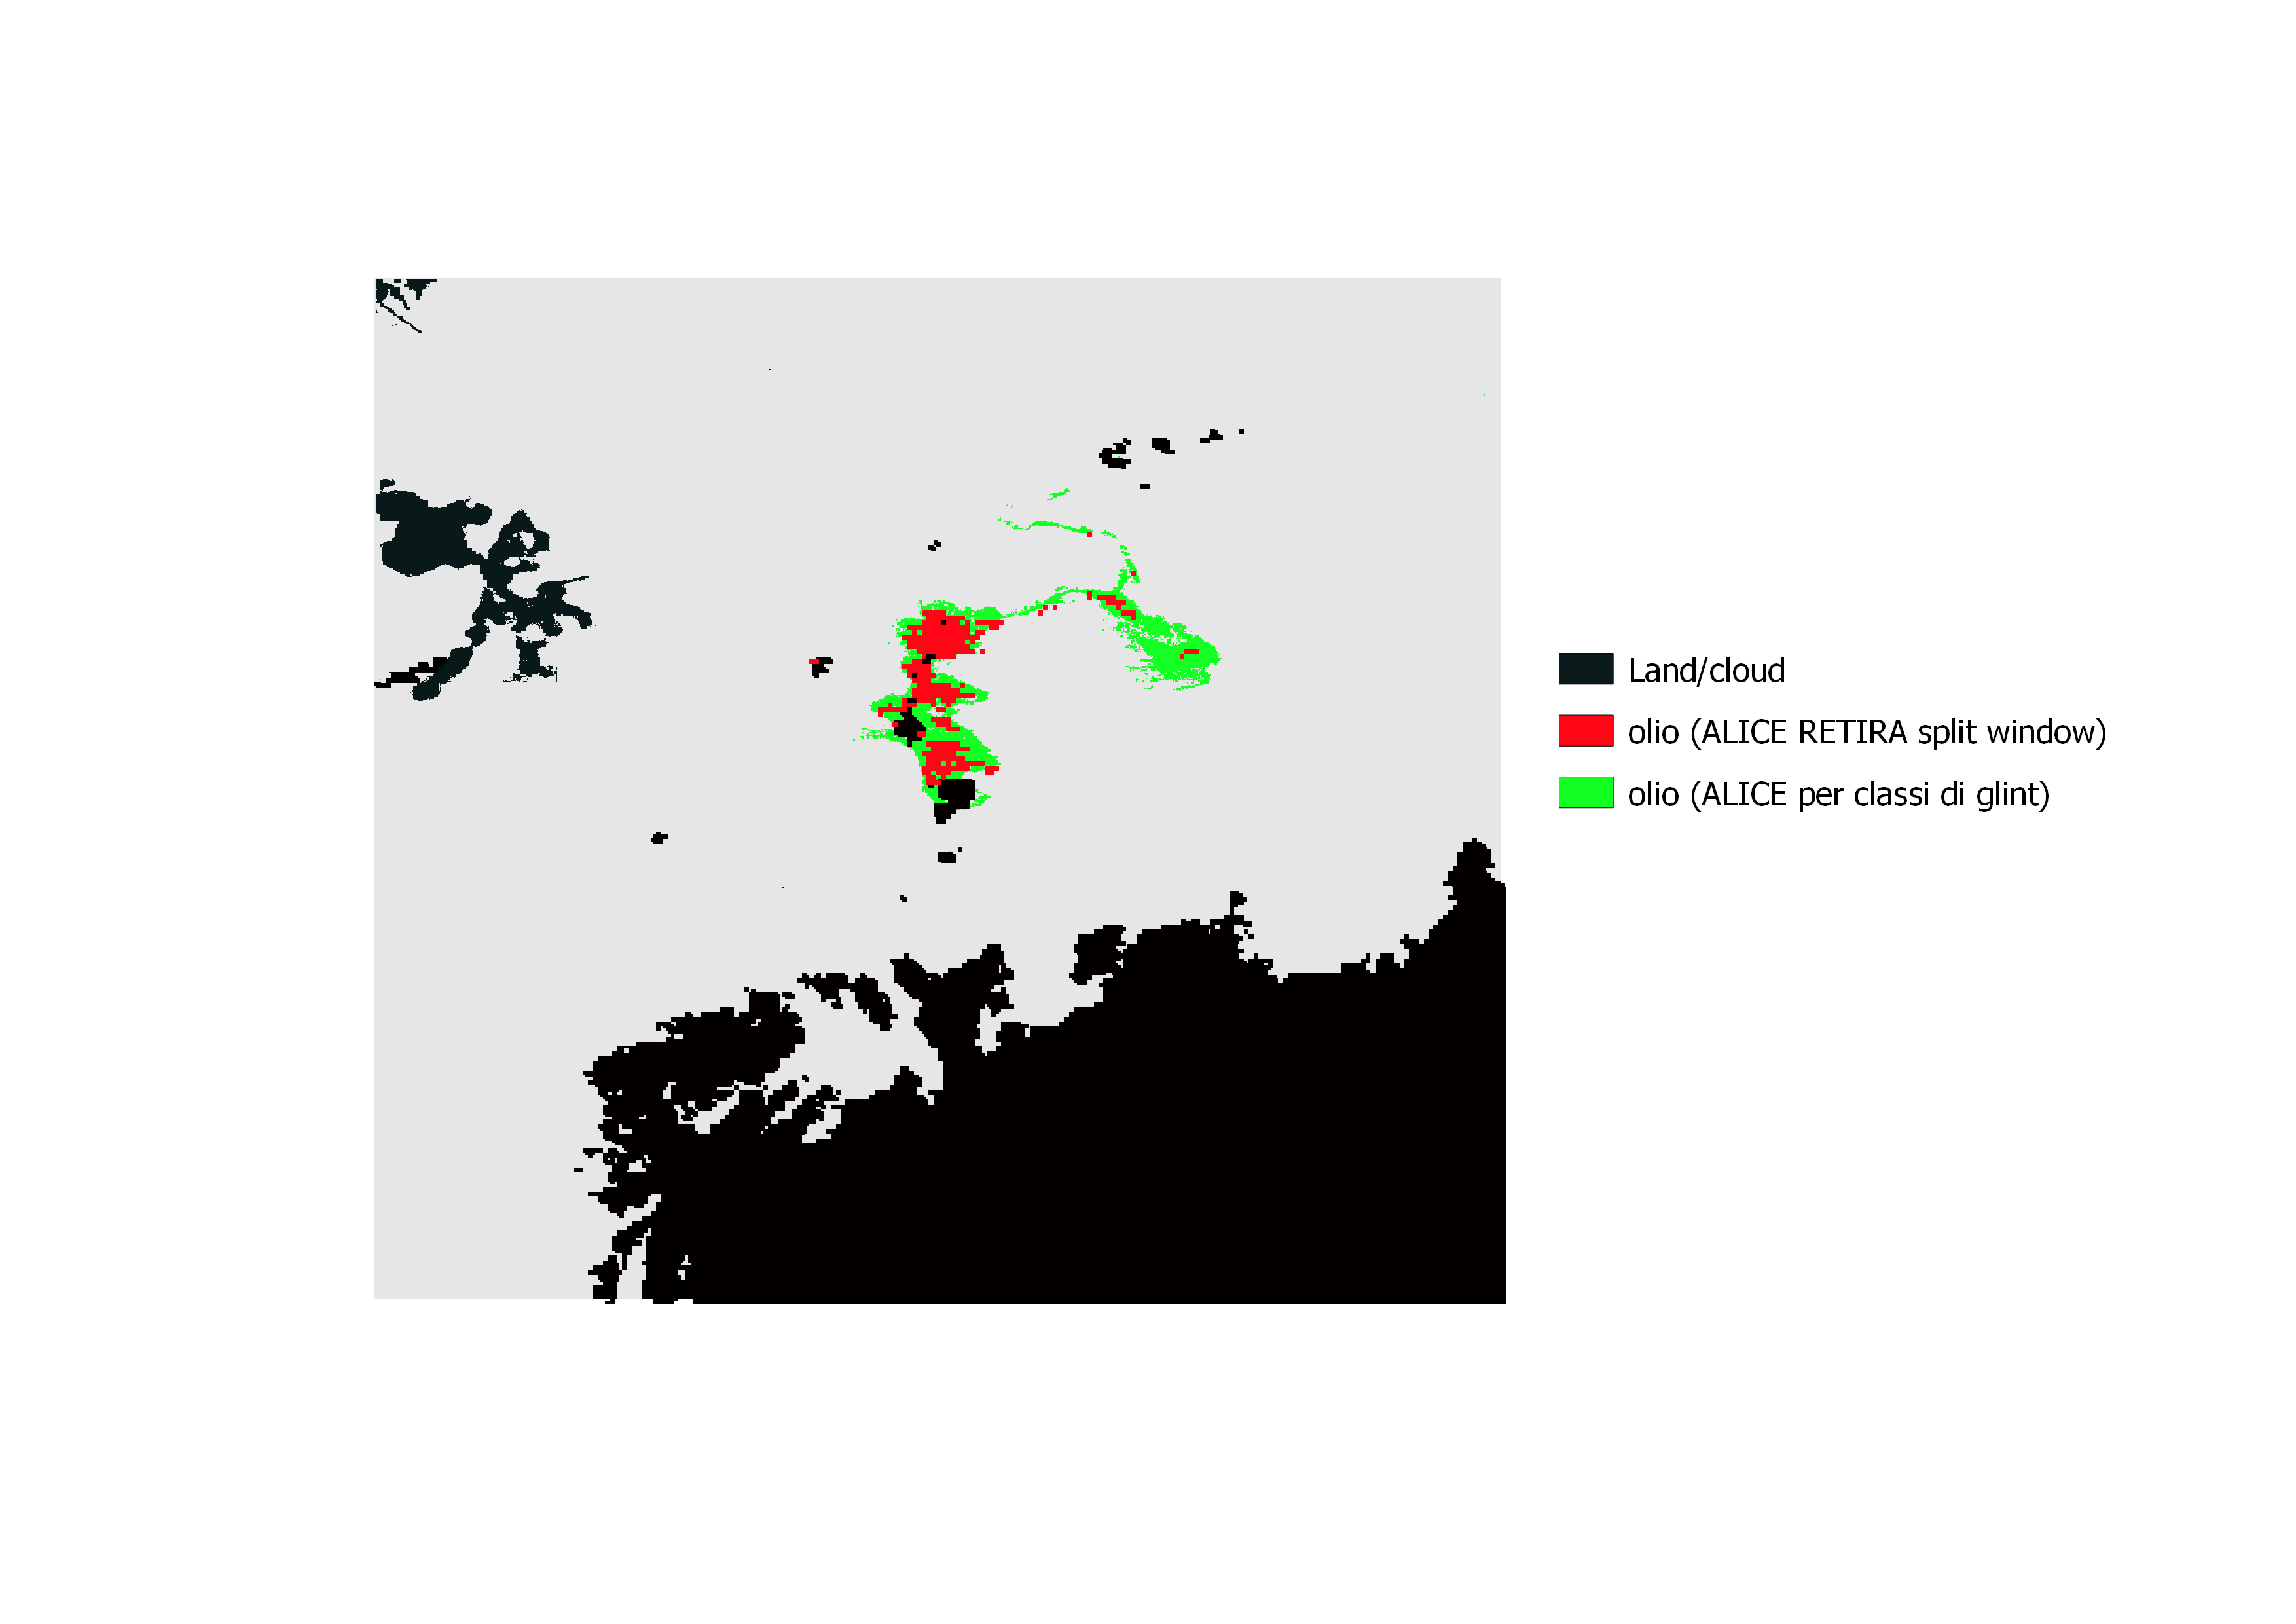 Land/cloud
olio (ALICE RETIRA split window)
olio (ALICE per classi di glint)